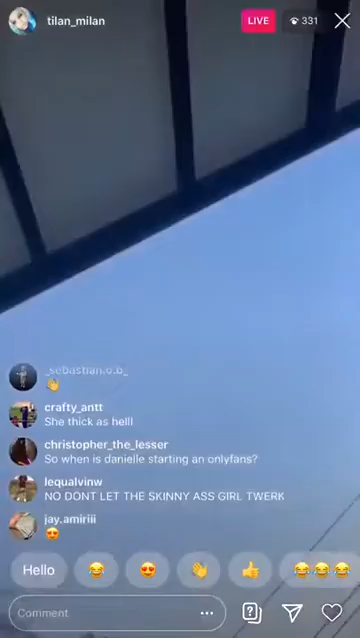 tilan_milan
LIVE
331
_sebastian.o.o_
👋
crafty_antt
She thick as helll
christopher_the_lesser
So when is danielle starting an onlyfans?
lequalvinw
NO DONT LET THE SKINNY ASS GIRL TWERK
jay.amiriii
😍
Hello 😂 😍 👋 👍 😂😂😂
Comment